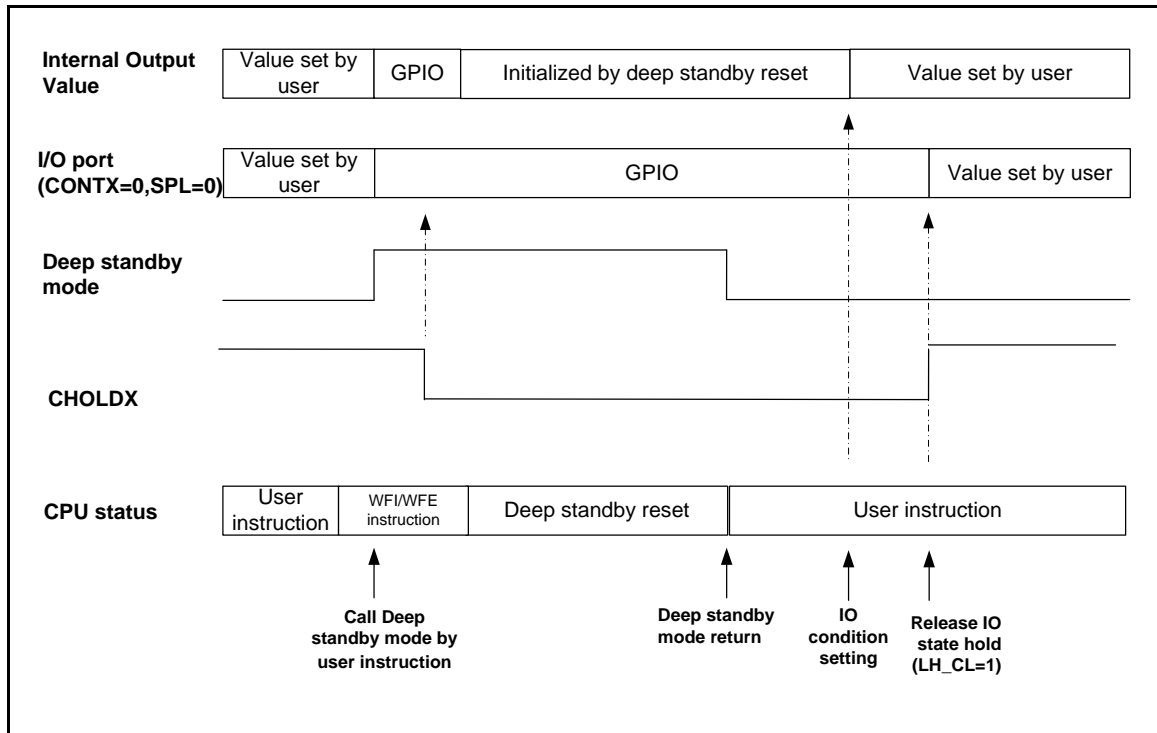 Internal Output
Value
Value set by
user
GPIO
Initialized by deep standby reset
Value set by user
I/O port
(CONTX=0,SPL=0)
Value set by
user
GPIO
Value set by user
Deep standby
mode
CHOLDX
CPU status
User
instruction
WFI/WFE
instruction
Deep standby reset
User instruction
Call Deep
standby mode by
user instruction
Deep standby
mode return
IO
condition
setting
Release IO
state hold
(LH_CL=1)